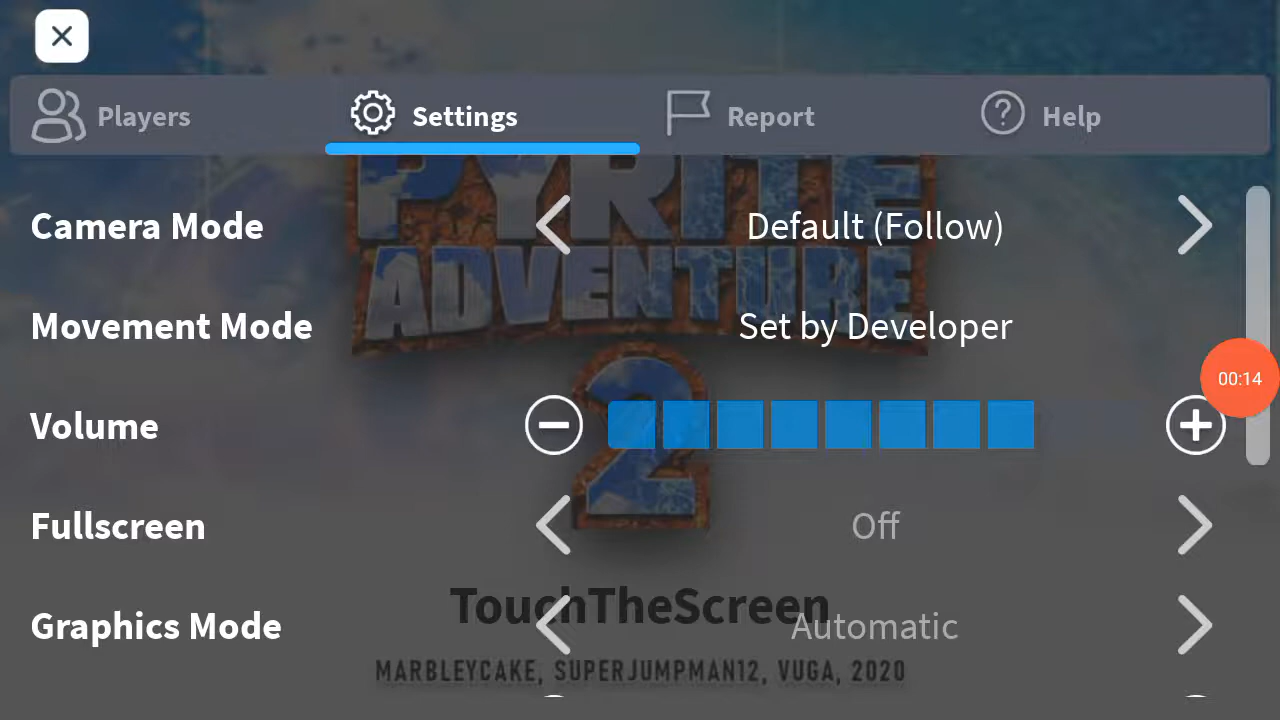 Players Settings Report Help
PYRITE
Camera Mode Default (Follow)
ADVENTURE
Movement Mode Set by Developer
00:14
Volume
2
Fullscreen Off
TouchTheScreen
Graphics Mode Automatic
MARBLEYCAKE, SUPERJUMPMAN12, VUGA, 2020